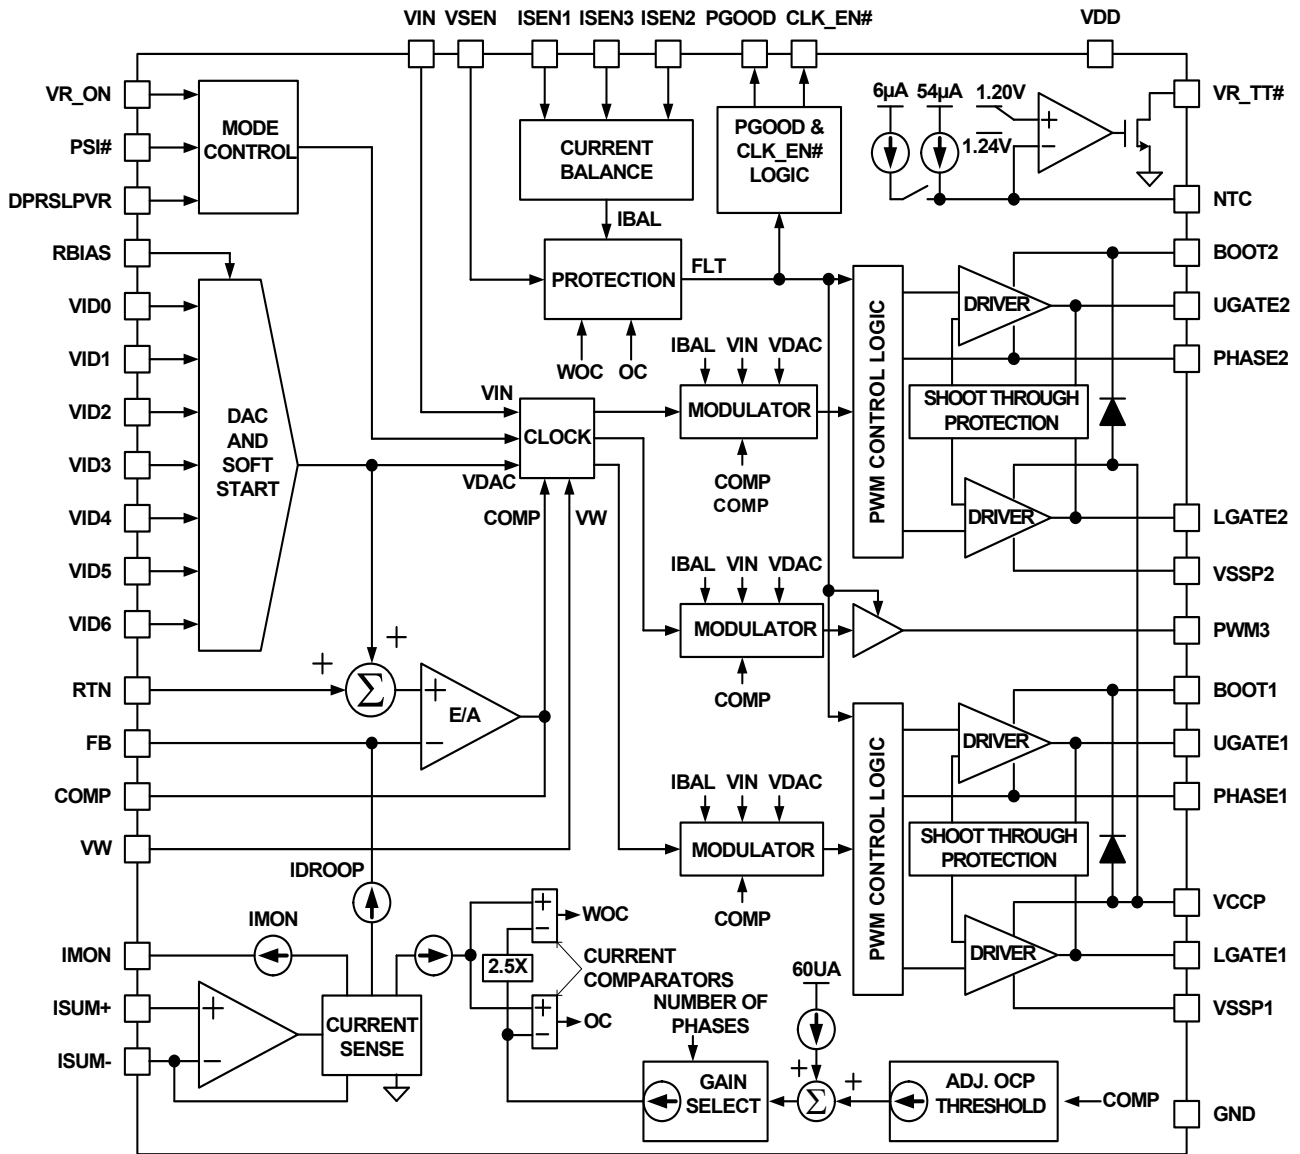 VIN VSEN ISEN1 ISEN3 ISEN2 PGOOD CLK_EN# VDD
VR_ON
PSI#
DPRSLPVR
RBIAS
VID0
VID1
VID2
VID3
VID4
VID5
VID6
RTN
FB
COMP
VW
IMON
ISUM+
ISUM-
MODE
CONTROL
DAC
AND
SOFT
START
CURRENT
BALANCE
IBAL
PROTECTION
FLT
WOC OC
PGOOD &
CLK_EN#
LOGIC
6µA 54µA 1.20V
1.24V
+
−
VR_TT#
NTC
BOOT2
UGATE2
PHASE2
LGATE2
VSSP2
PWM3
BOOT1
UGATE1
PHASE1
VCCP
LGATE1
VSSP1
GND
VIN
CLOCK
VDAC
COMP
VW
IBAL VIN VDAC
MODULATOR
COMP
COMP
IBAL VIN VDAC
MODULATOR
COMP
IBAL VIN VDAC
MODULATOR
COMP
PWM CONTROL LOGIC
DRIVER
SHOOT THROUGH
PROTECTION
DRIVER
PWM CONTROL LOGIC
DRIVER
SHOOT THROUGH
PROTECTION
DRIVER
+
+
Σ
+
E/A
−
IDROOP
IMON
+
−
CURRENT
SENSE
+
−
WOC
2.5X
CURRENT
COMPARATORS
+
−
OC
NUMBER OF
PHASES
GAIN
SELECT
60UA
+
+
Σ
ADJ. OCP
THRESHOLD
COMP